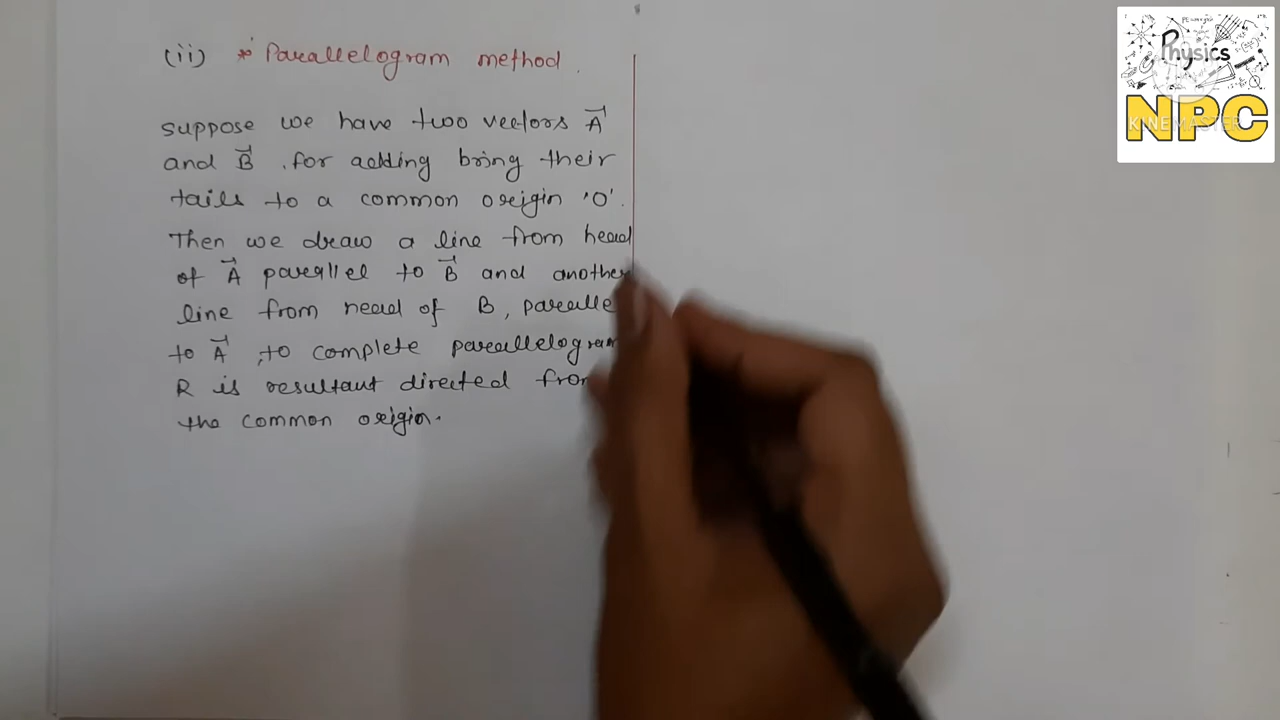 (ii) * Parallelogram method.
suppose we have two vectors A
and B . for adding bring their
tails to a common origin 'O'.
Then we draw a line from head
of A parallel to B and another
line from head of B, paralle
to A , to complete parallelogram
R is resultant directed from
the common origin.
Physics
NPC
KINEMASTER